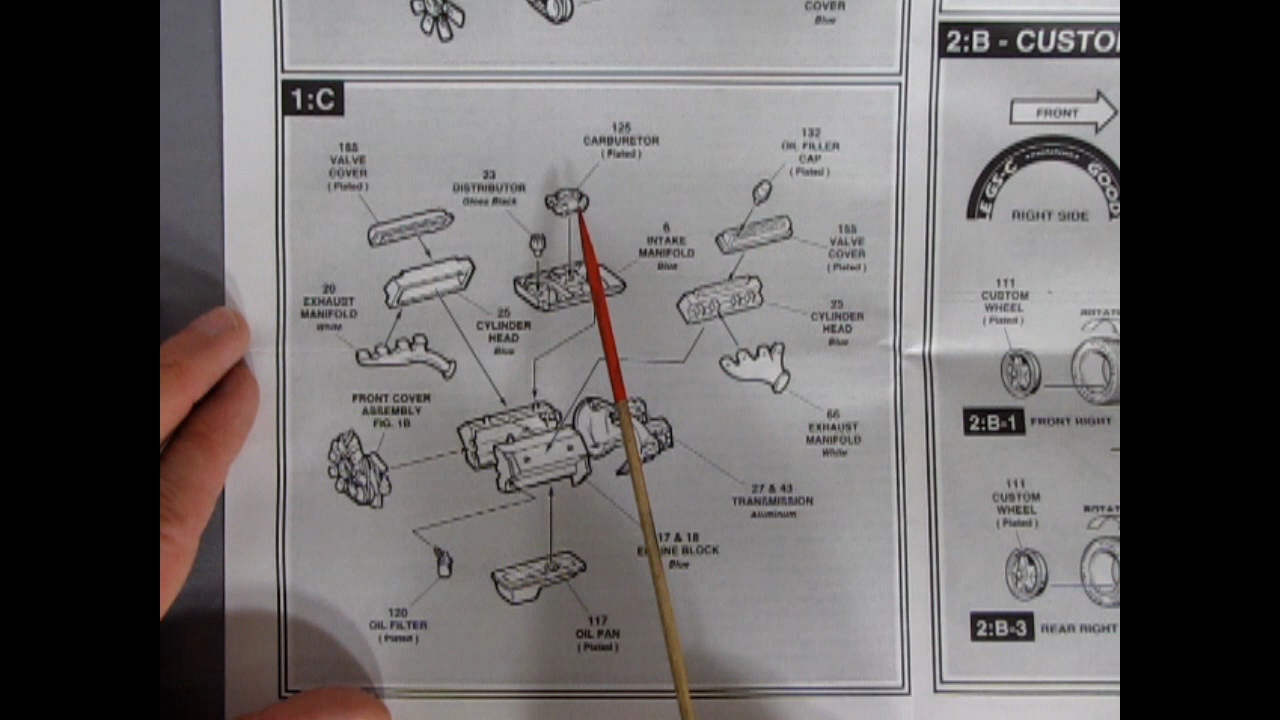 COVER
Blue
1:C
125
CARBURETOR
( Plated )
132
OIL FILLER
CAP
( Plated )
155
VALVE
COVER
( Plated )
23
DISTRIBUTOR
Gloss Black
6
INTAKE
MANIFOLD
Blue
155
VALVE
COVER
( Plated )
20
EXHAUST
MANIFOLD
White
25
CYLINDER
HEAD
Blue
25
CYLINDER
HEAD
Blue
FRONT COVER
ASSEMBLY
FIG. 1B
66
EXHAUST
MANIFOLD
White
27 & 43
TRANSMISSION
Aluminum
17 & 18
BLOCK
Blue
120
OIL FILTER
( Plated )
117
OIL PAN
( Plated )
2:B - CUSTO
FRONT
E GS-C
GOOD
RIGHT SIDE
111
CUSTOM
WHEEL
( Plated )
ROTAT
2:B-1 FRONT RIGHT
111
CUSTOM
WHEEL
( Plated )
ROTAT
2:B-3 REAR RIGHT